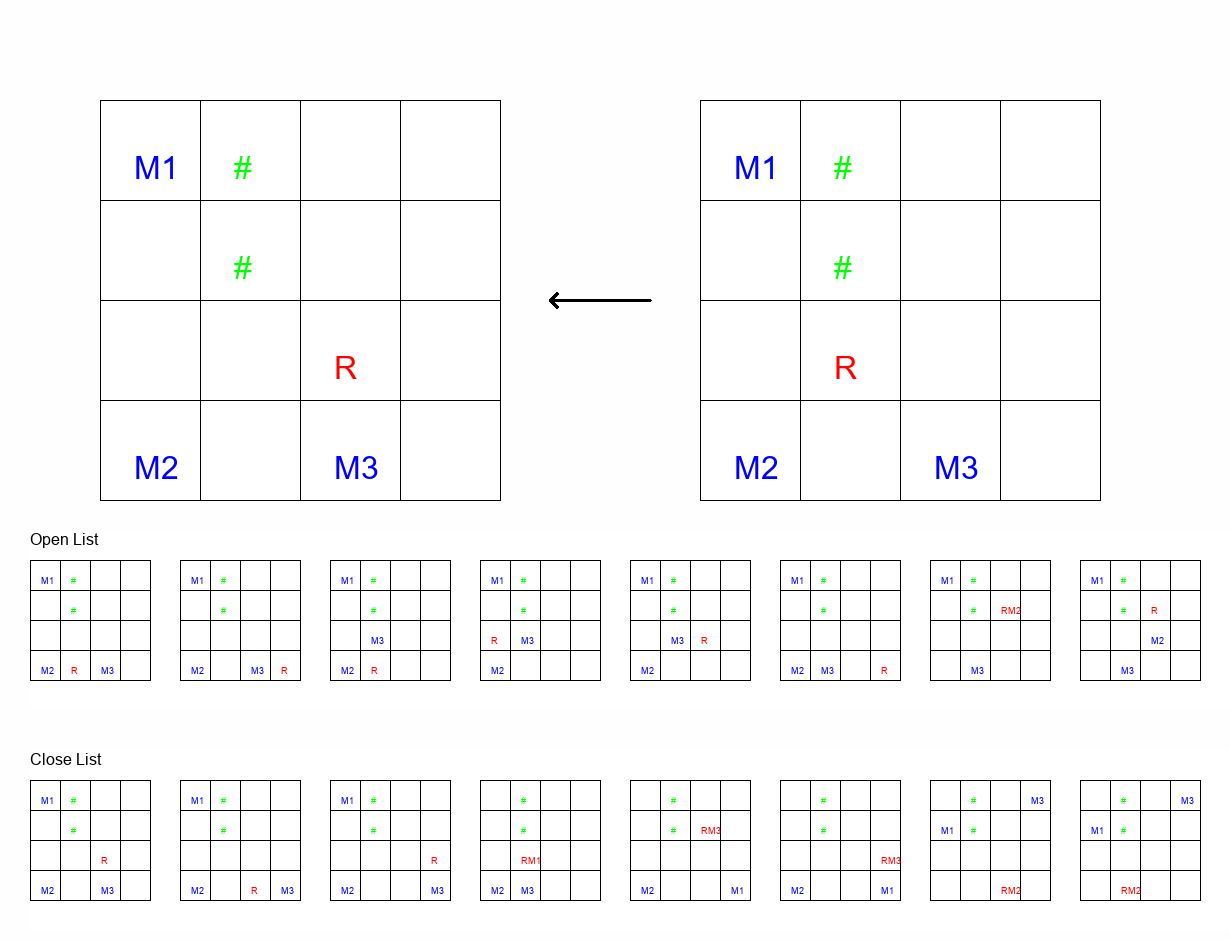 M1 # M1 #
# #
R R
M2 M3 M2 M3
Open List
M1 # M1 # M1 # M1 # M1 # M1 # M1 # M1 #
# # # # # # # RM2 # R
M3 R M3 M3 R M2
M2 R M3 M2 M3 R M2 R M2 M2 M2 M3 R M3 M3
Close List
M1 # M1 # M1 # # # # # M3 # M3
# # # # # RM3 # M1 # M1 #
R R RM1 RM3
M2 M3 M2 R M3 M2 M3 M2 M3 M2 M1 M2 M1 RM2 RM2